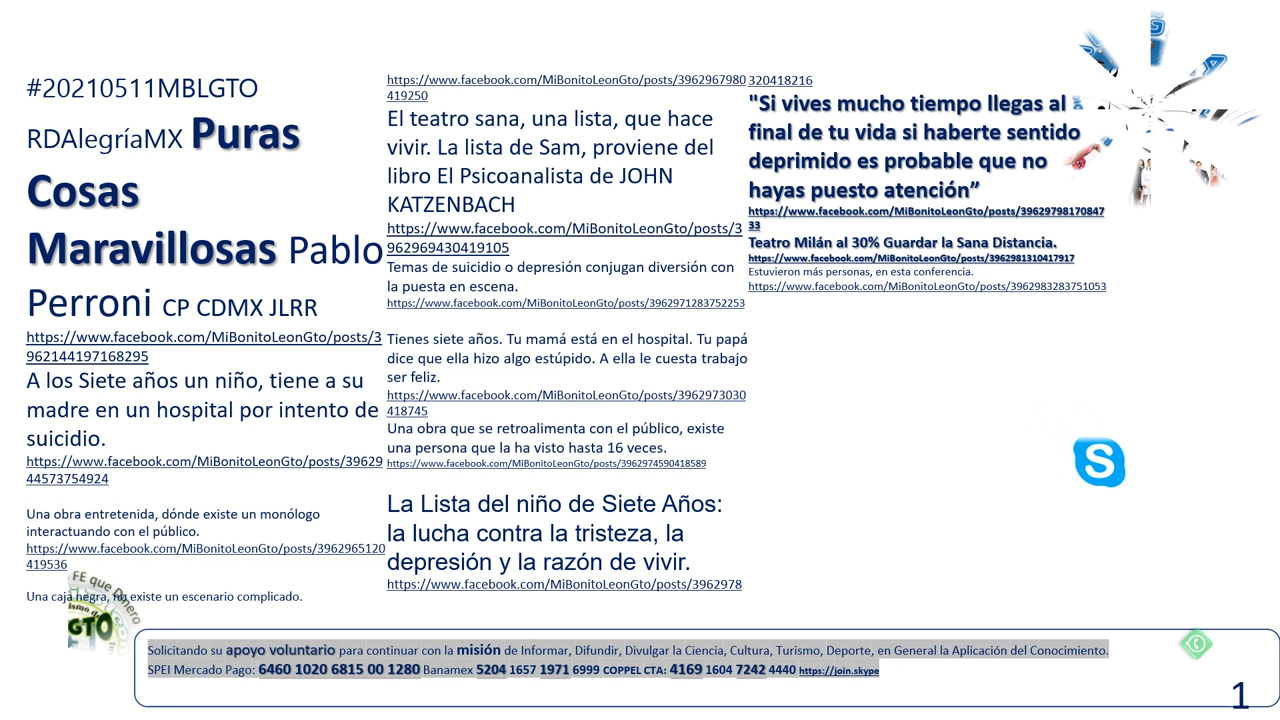 #20210511MBLGTO
RDAlegríaMX Puras
Cosas
Maravillosas Pablo
Perroni CP CDMX JLRR
https://www.facebook.com/MiBonitoLeonGto/posts/3
962144197168295
A los Siete años un niño, tiene a su
madre en un hospital por intento de
suicidio.
https://www.facebook.com/MiBonitoLeonGto/posts/39629
44573754924
Una obra entretenida, dónde existe un monólogo
interactuando con el público.
https://www.facebook.com/MiBonitoLeonGto/posts/3962965120
419536
Una caja negra, no existe un escenario complicado.
https://www.facebook.com/MiBonitoLeonGto/posts/3962967980
419250
El teatro sana, una lista, que hace
vivir. La lista de Sam, proviene del
libro El Psicoanalista de JOHN
KATZENBACH
https://www.facebook.com/MiBonitoLeonGto/posts/3
962969430419105
Temas de suicidio o depresión conjugan diversión con
la puesta en escena.
https://www.facebook.com/MiBonitoLeonGto/posts/3962971283752253
Tienes siete años. Tu mamá está en el hospital. Tu papá
dice que ella hizo algo estúpido. A ella le cuesta trabajo
ser feliz.
https://www.facebook.com/MiBonitoLeonGto/posts/3962973030
418745
Una obra que se retroalimenta con el público, existe
una persona que la ha visto hasta 16 veces.
https://www.facebook.com/MiBonitoLeonGto/posts/3962974590418589
La Lista del niño de Siete Años:
la lucha contra la tristeza, la
depresión y la razón de vivir.
https://www.facebook.com/MiBonitoLeonGto/posts/3962978
320418216
"Si vives mucho tiempo llegas al
final de tu vida si haberte sentido
deprimido es probable que no
hayas puesto atención”
https://www.facebook.com/MiBonitoLeonGto/posts/39629798170847
33
Teatro Milán al 30% Guardar la Sana Distancia.
https://www.facebook.com/MiBonitoLeonGto/posts/3962981310417917
Estuvieron más personas, en esta conferencia.
https://www.facebook.com/MiBonitoLeonGto/posts/3962983283751053
FE que Dinero
GTO
Solicitando su apoyo voluntario para continuar con la misión de Informar, Difundir, Divulgar la Ciencia, Cultura, Turismo, Deporte, en General la Aplicación del Conocimiento.
SPEI Mercado Pago: 6460 1020 6815 00 1280 Banamex 5204 1657 1971 6999 COPPEL CTA: 4169 1604 7242 4440 https://join.skype
1